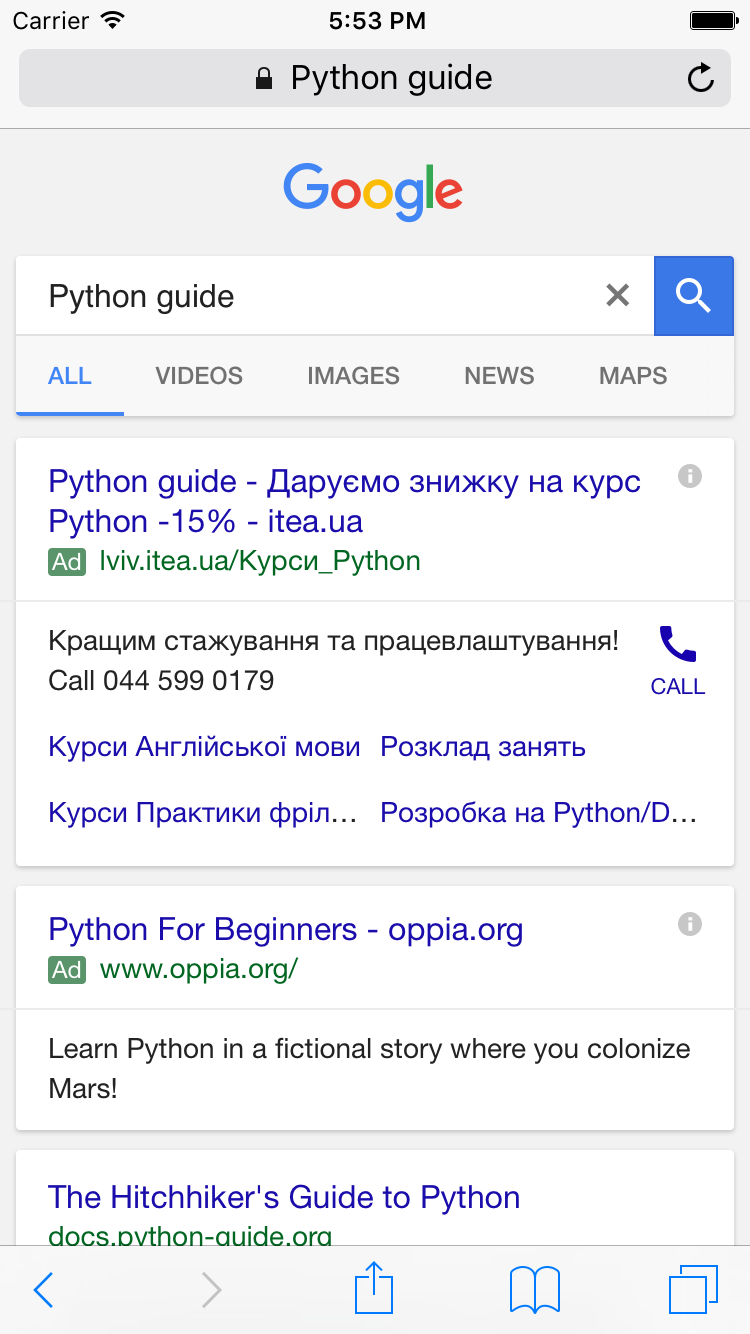 Carrier 5:53 PM
Python guide
Google
Python guide
ALL VIDEOS IMAGES NEWS MAPS
Python guide - Даруємо знижку на курс
Python -15% - itea.ua
Ad lviv.itea.ua/Курси_Python
Кращим стажування та працевлаштування!
Call 044 599 0179
CALL
Курси Англійської мови Розклад занять
Курси Практики фріл... Розробка на Python/D...
Python For Beginners - oppia.org
Ad www.oppia.org/
Learn Python in a fictional story where you colonize
Mars!
The Hitchhiker's Guide to Python
docs.python-guide.org